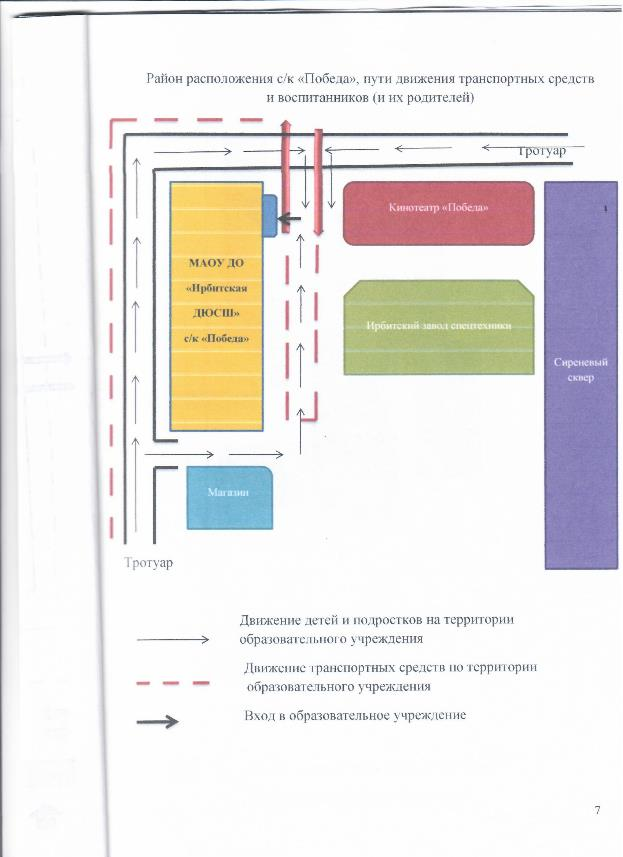 Район расположения с/к «Победа», пути движения транспортных средств
и воспитанников (и их родителей)
Тротуар
Кинотеатр «Победа»
МАОУ ДО
«Ирбитская
ДЮСШ»
с/к «Победа»
Ирбитский завод спецтехники
Сиреневый
сквер
Магазин
Тротуар
Движение детей и подростков на территории
образовательного учреждения
Движение транспортных средств по территории
образовательного учреждения
Вход в образовательное учреждение
7